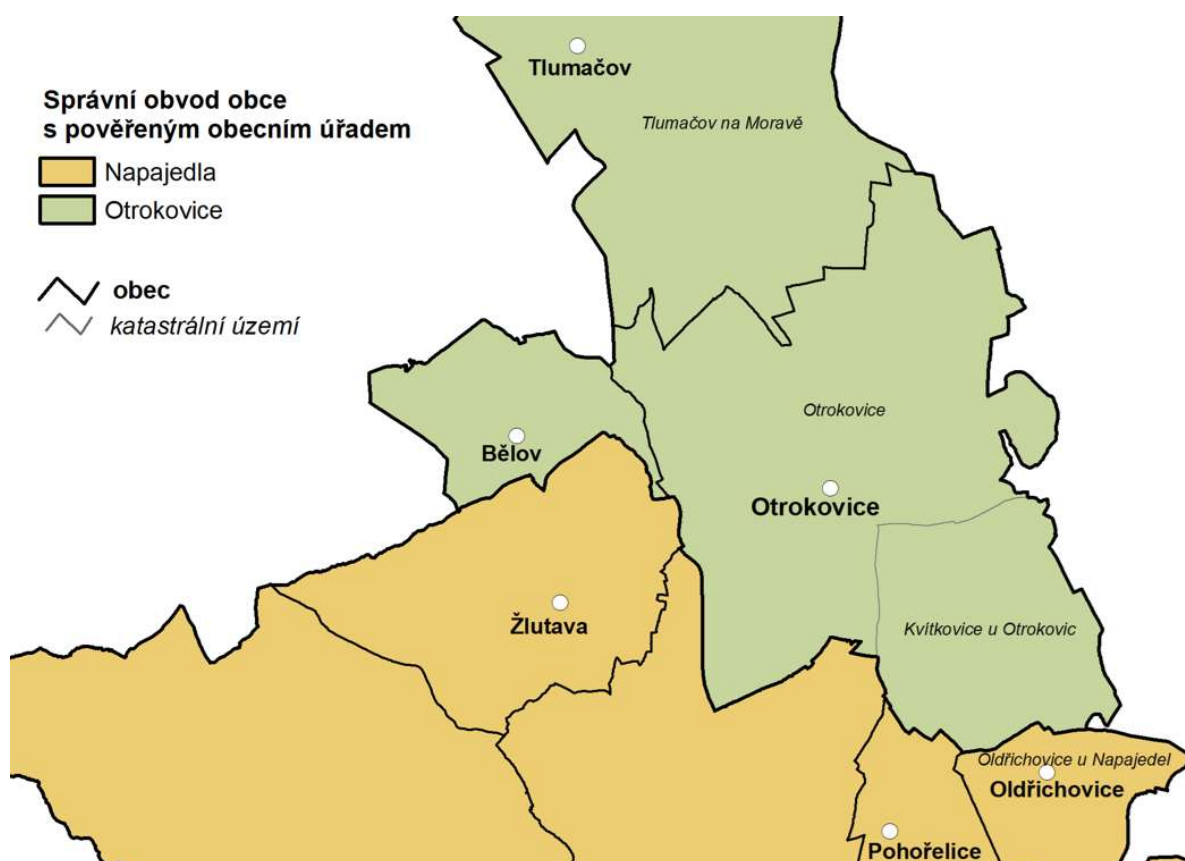 Tlumačov
Správní obvod obce
s pověřeným obecním úřadem
Napajedla
Otrokovice
obec
katastrální území
Tlumačov na Moravě
Otrokovice
Bělov
Otrokovice
Žlutava
Kvítkovice u Otrokovic
Oldřichovice u Napajedel
Oldřichovice
Pohořelice